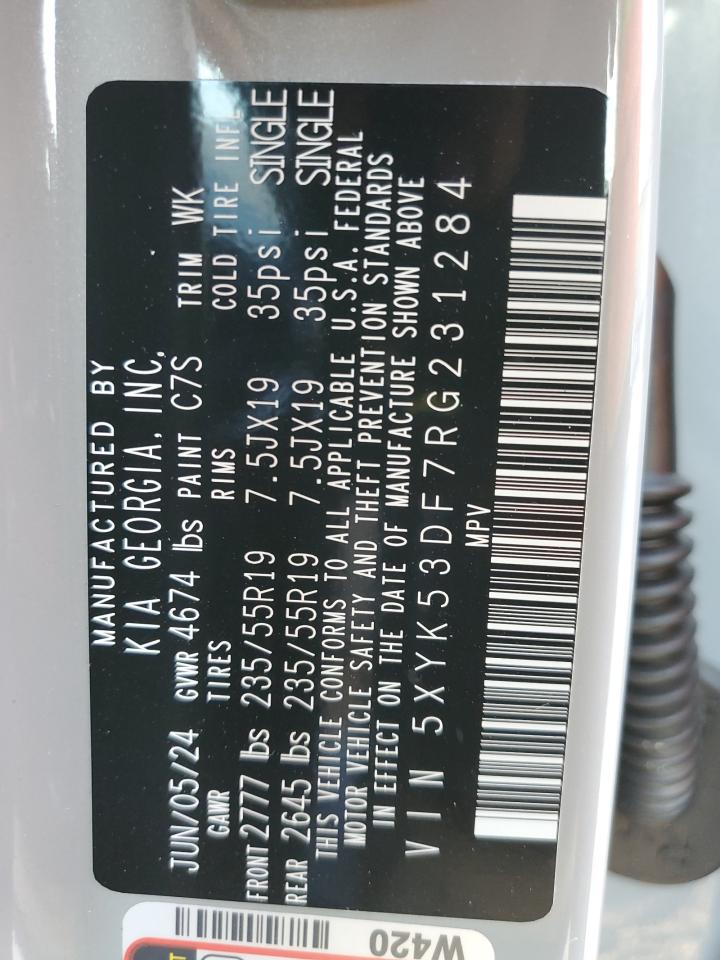 MANUFACTURED BY
KIA GEORGIA, INC.
JUN/05/24 GVWR 4674 lbs PAINT C7S TRIM WK
GAWR TIRES RIMS COLD TIRE INFL
FRONT 2777 lbs 235/55R19 7.5JX19 35psi SINGLE
REAR 2645 lbs 235/55R19 7.5JX19 35psi SINGLE
THIS VEHICLE CONFORMS TO ALL APPLICABLE U.S.A. FEDERAL
MOTOR VEHICLE SAFETY AND THEFT PREVENTION STANDARDS
IN EFFECT ON THE DATE OF MANUFACTURE SHOWN ABOVE
VIN 5XYK53DF7RG231284
MPV
W420